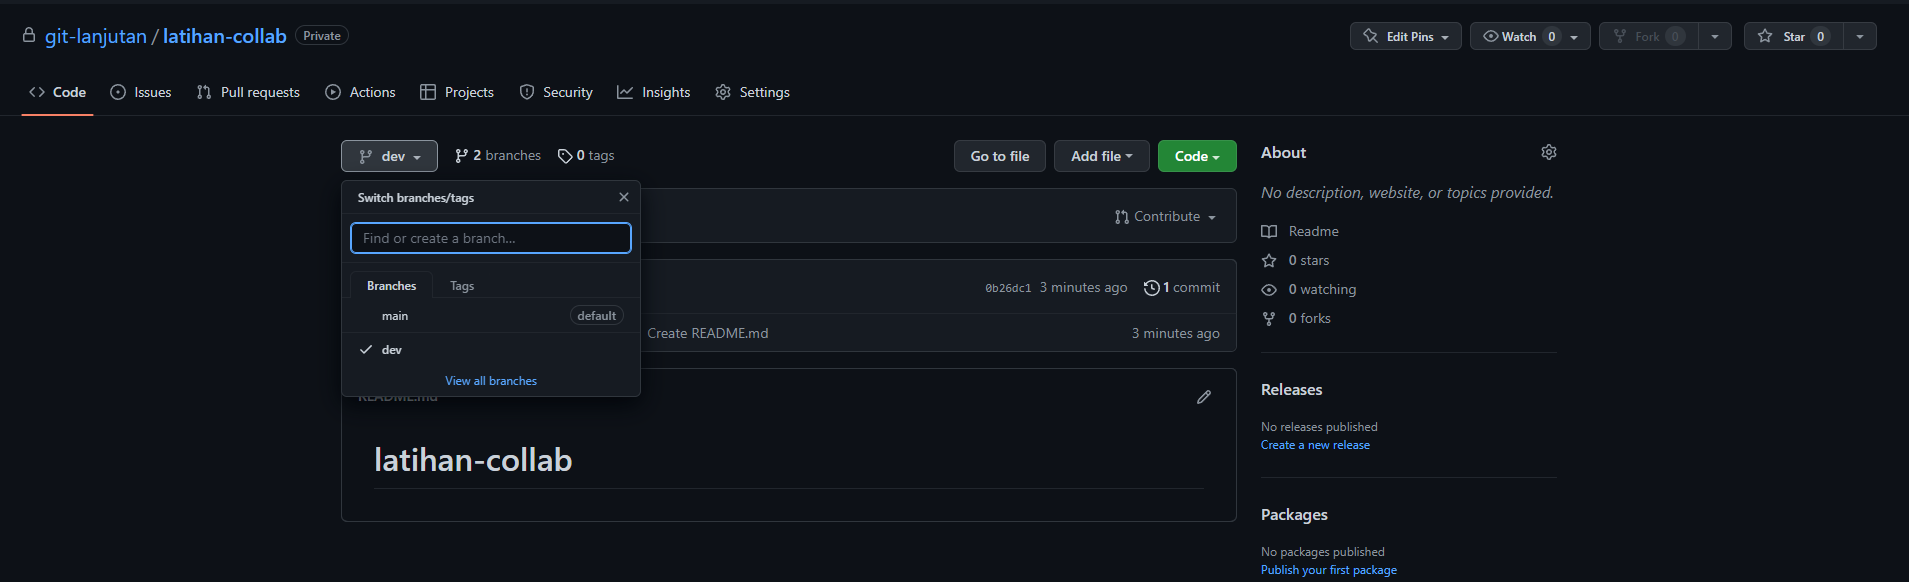 git-lanjutan / latihan-collab Private
Edit Pins Watch 0 Fork 0 Star 0
Code Issues Pull requests Actions Projects Security Insights Settings
dev 2 branches 0 tags Go to file Add file Code
Switch branches/tags
Find or create a branch...
Branches Tags
main default
dev
View all branches
Contribute
0b26dc1 3 minutes ago 1 commit
Create README.md 3 minutes ago
README.md
latihan-collab
About
No description, website, or topics provided.
Readme
0 stars
0 watching
0 forks
Releases
No releases published
Create a new release
Packages
No packages published
Publish your first package